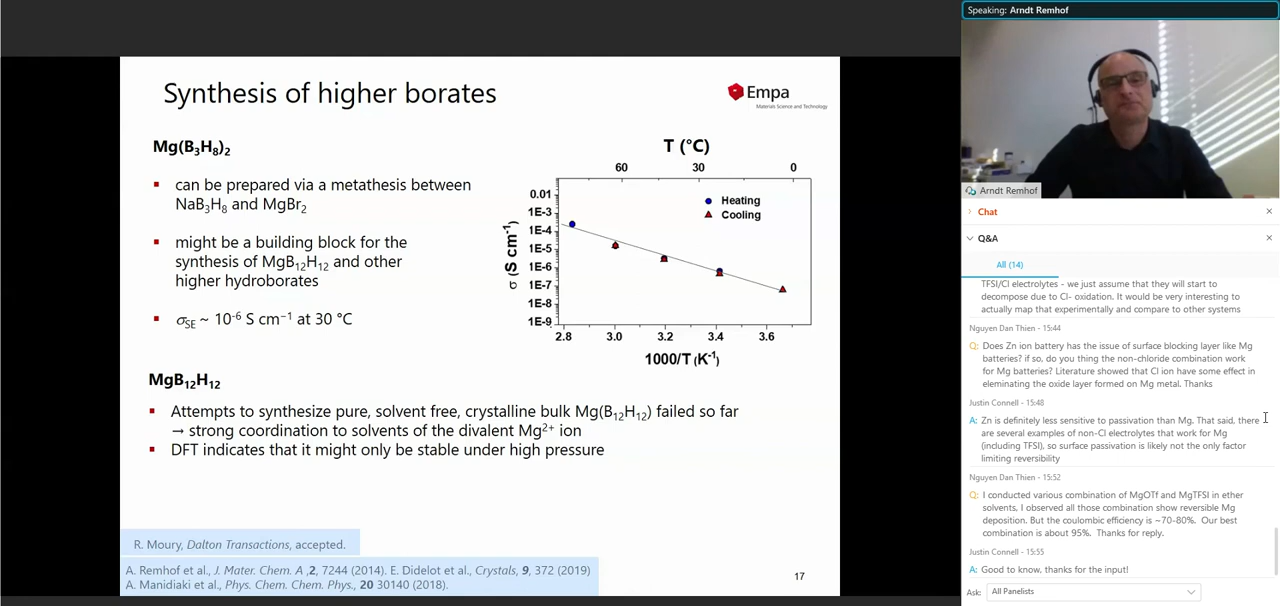 Synthesis of higher borates
Empa
Materials Science and Technology
Mg(B₃H₈)₂
can be prepared via a metathesis between
NaB₃H₈ and MgBr₂
might be a building block for the
synthesis of MgB₁₂H₁₂ and other
higher hydroborates
σSE ~ 10⁻⁶ S cm⁻¹ at 30 °C
T (°C)
60 30 0
0.01
1E-3
1E-4
1E-5
1E-6
1E-7
1E-8
1E-9
σ (S cm⁻¹)
Heating
Cooling
2.8 3.0 3.2 3.4 3.6
1000/T (K⁻¹)
MgB₁₂H₁₂
Attempts to synthesize pure, solvent free, crystalline bulk Mg(B₁₂H₁₂) failed so far
→ strong coordination to solvents of the divalent Mg²⁺ ion
DFT indicates that it might only be stable under high pressure
R. Moury, Dalton Transactions, accepted.
A. Remhof et al., J. Mater. Chem. A ,2, 7244 (2014). E. Didelot et al., Crystals, 9, 372 (2019)
A. Manidiaki et al., Phys. Chem. Chem. Phys., 20 30140 (2018).
17
Speaking: Arndt Remhof
Arndt Remhof
Chat
Q&A
All (14)
TFSI/Cl electrolytes - we just assume that they will start to
decompose due to Cl- oxidation. It would be very interesting to
actually map that experimentally and compare to other systems
Nguyen Dan Thien - 15:44
Q: Does Zn ion battery has the issue of surface blocking layer like Mg
batteries? if so, do you thing the non-chloride combination work
for Mg batteries? Literature showed that Cl ion have some effect in
eleminating the oxide layer formed on Mg metal. Thanks
Justin Connell - 15:48
A: Zn is definitely less sensitive to passivation than Mg. That said, there
are several examples of non-Cl electrolytes that work for Mg
(including TFSI), so surface passivation is likely not the only factor
limiting reversibility
Nguyen Dan Thien - 15:52
Q: I conducted various combination of MgOTf and MgTFSI in ether
solvents, I observed all those combination show reversible Mg
deposition. But the coulombic efficiency is ~70-80%. Our best
combination is about 95%. Thanks for reply.
Justin Connell - 15:55
A: Good to know, thanks for the input!
Ask: All Panelists